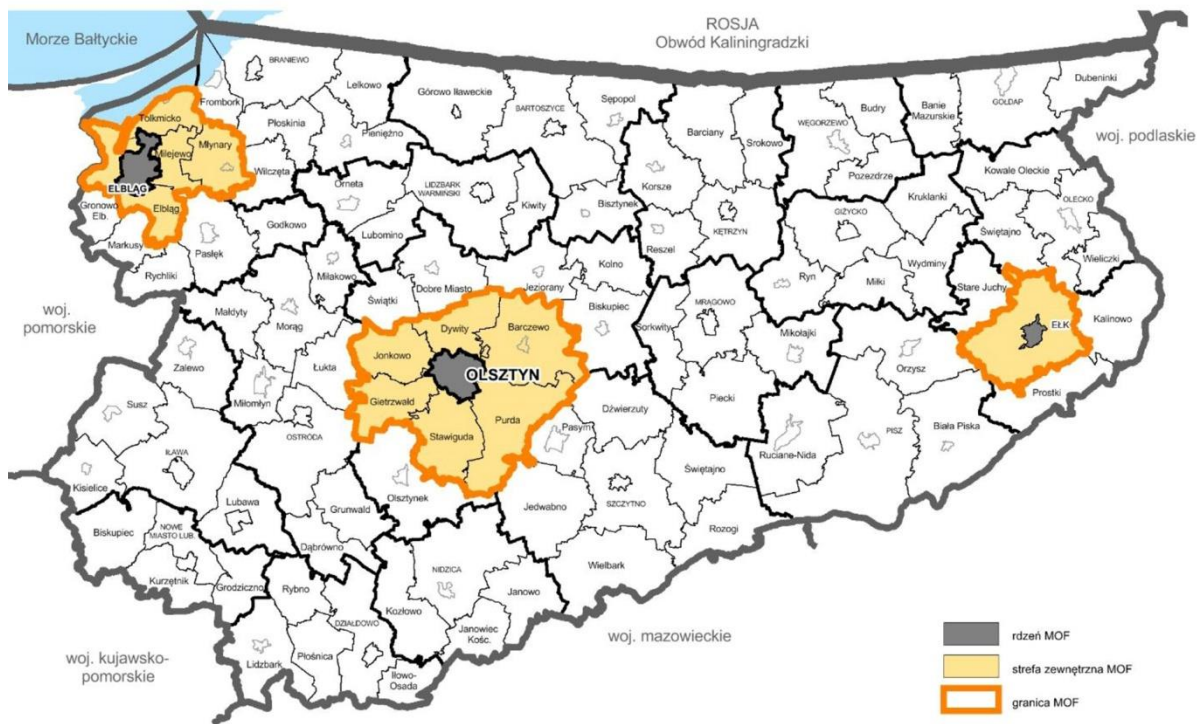 Morze Bałtyckie
ROSJA
Obwód Kaliningradzki
woj. podlaskie
woj.
pomorskie
woj. kujawsko-
pomorskie
woj. mazowieckie
BRANIEWO
Lelkowo
Frombork
Płoskinia
Pieniężno
Tolkmicko
Milejewo
Młynary
Wilczęta
ELBLĄG
Elbląg
Gronowo
Elb.
Markusy
Rychliki
Pasłęk
Godkowo
Orneta
Lubomino
LIDZBARK
WARMIŃSKI
Kiwity
Górowo Iławeckie
BARTOSZYCE
Sępopol
Bisztynek
Barciany
Srokowo
Korsze
KĘTRZYN
Reszel
WĘGORZEWO
Budry
Pozezdrze
Banie
Mazurskie
GOŁDAP
Dubeninki
Kowale Oleckie
OLECKO
Świętajno
Wieliczki
Kruklanki
GIŻYCKO
Wydminy
Ryn
Miłki
Stare Juchy
EŁK
Kalinowo
Prostki
Małdyty
Miłakowo
Morąg
Zalewo
Miłomłyn
Łukta
OSTRÓDA
Świątki
Dobre Miasto
Jeziorany
Kolno
Biskupiec
Dywity
Barczewo
Jonkowo
OLSZTYN
Gietrzwałd
Stawiguda
Purda
Olsztynek
Sorkwity
MRĄGOWO
Mikołajki
Piecki
Orzysz
PISZ
Biała Piska
Ruciane-Nida
Dźwierzuty
Pasym
Świętajno
SZCZYTNO
Jedwabno
Rozogi
Wielbark
Susz
IŁAWA
Kisielice
Lubawa
Biskupiec
NOWE
MIASTO LUB.
Kurzętnik
Grodziczno
Grunwald
Dąbrówno
Rybno
DZIAŁDOWO
Lidzbark
Płośnica
Iłowo-
Osada
NIDZICA
Kozłowo
Janowo
Janowiec
Kośc.
rdzeń MOF
strefa zewnętrzna MOF
granica MOF